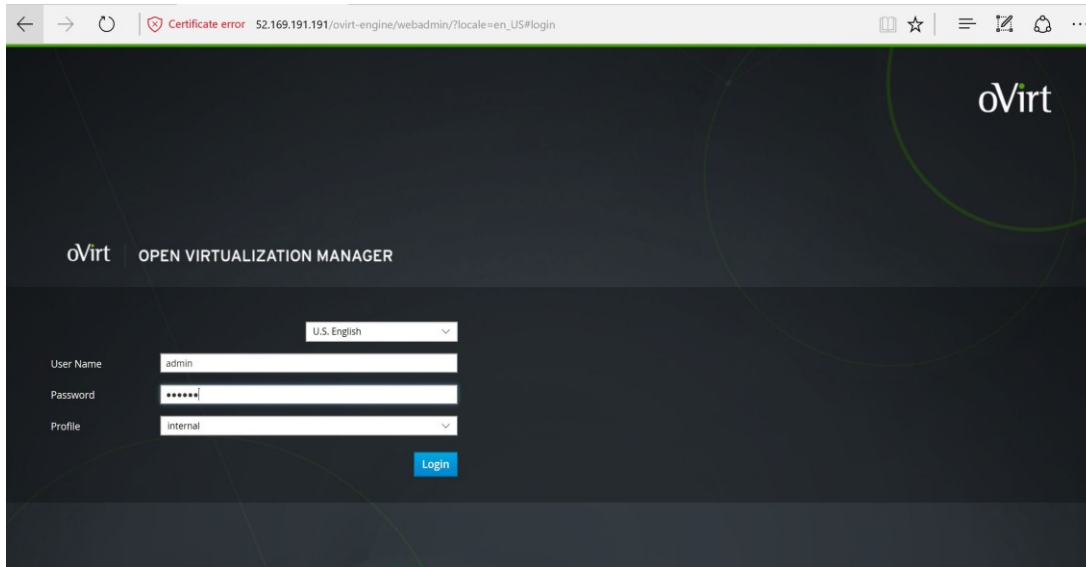 Certificate error 52.169.191.191/ovirt-engine/webadmin/?locale=en_US#login
oVirt
oVirt OPEN VIRTUALIZATION MANAGER
U.S. English
User Name admin
Password ••••••
Profile internal
Login